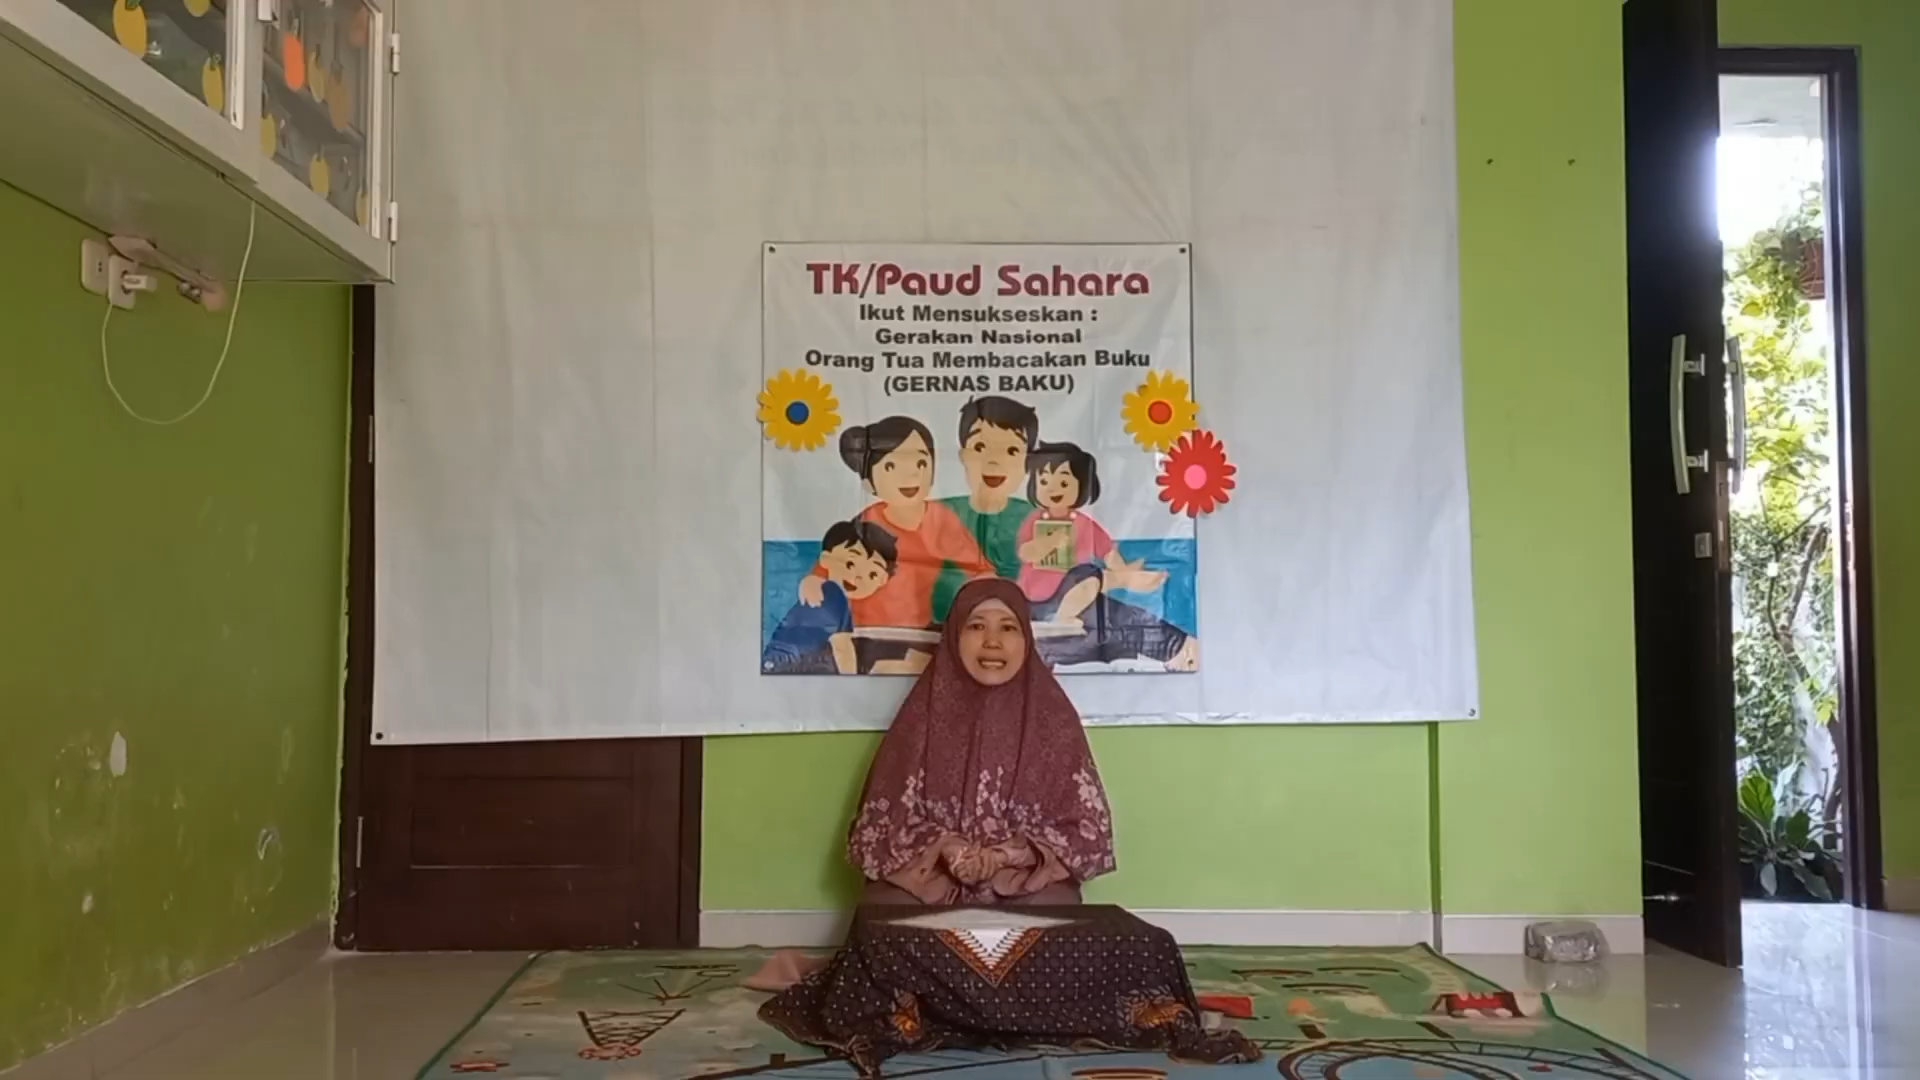 TK/Paud Sahara
Ikut Mensukseskan :
Gerakan Nasional
Orang Tua Membacakan Buku
(GERNAS BAKU)